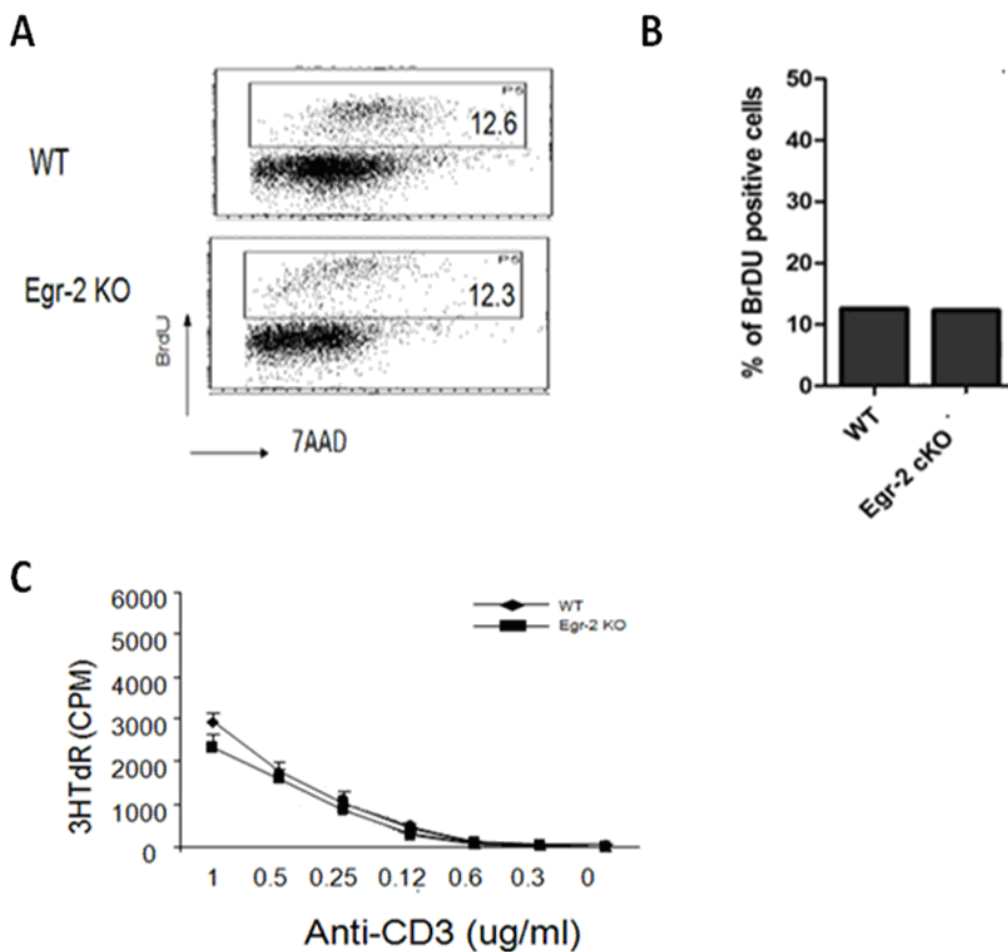 A
WT
P5
12.6
Egr-2 KO
P5
12.3
BrdU
7AAD
B
% of BrDU positive cells
50
40
30
20
10
0
WT
Egr-2 cKO
C
3HTdR (CPM)
6000
5000
4000
3000
2000
1000
0
WT
Egr-2 KO
1 0.5 0.25 0.12 0.6 0.3 0
Anti-CD3 (ug/ml)